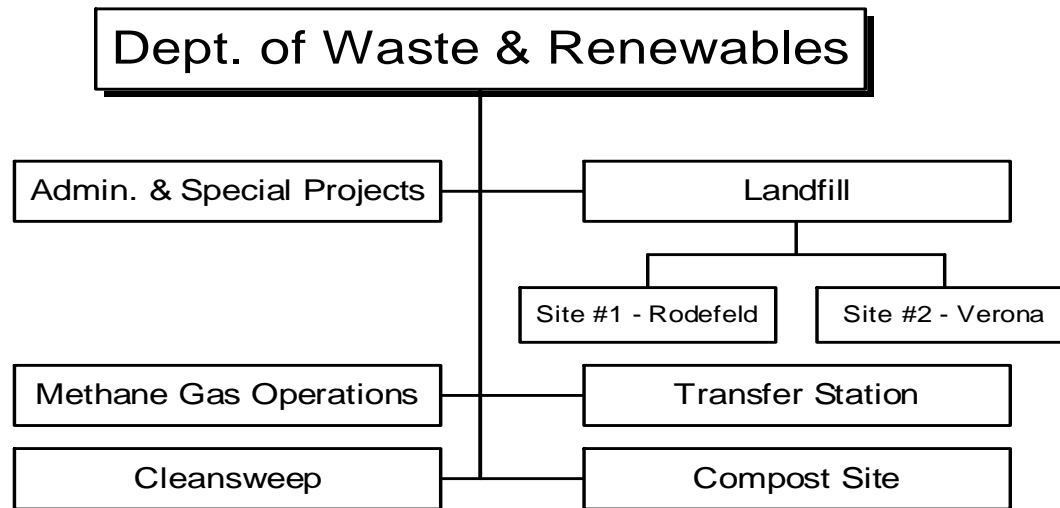 Dept. of Waste & Renewables
Admin. & Special Projects
Landfill
Site #1 - Rodefeld
Site #2 - Verona
Methane Gas Operations
Transfer Station
Cleansweep
Compost Site